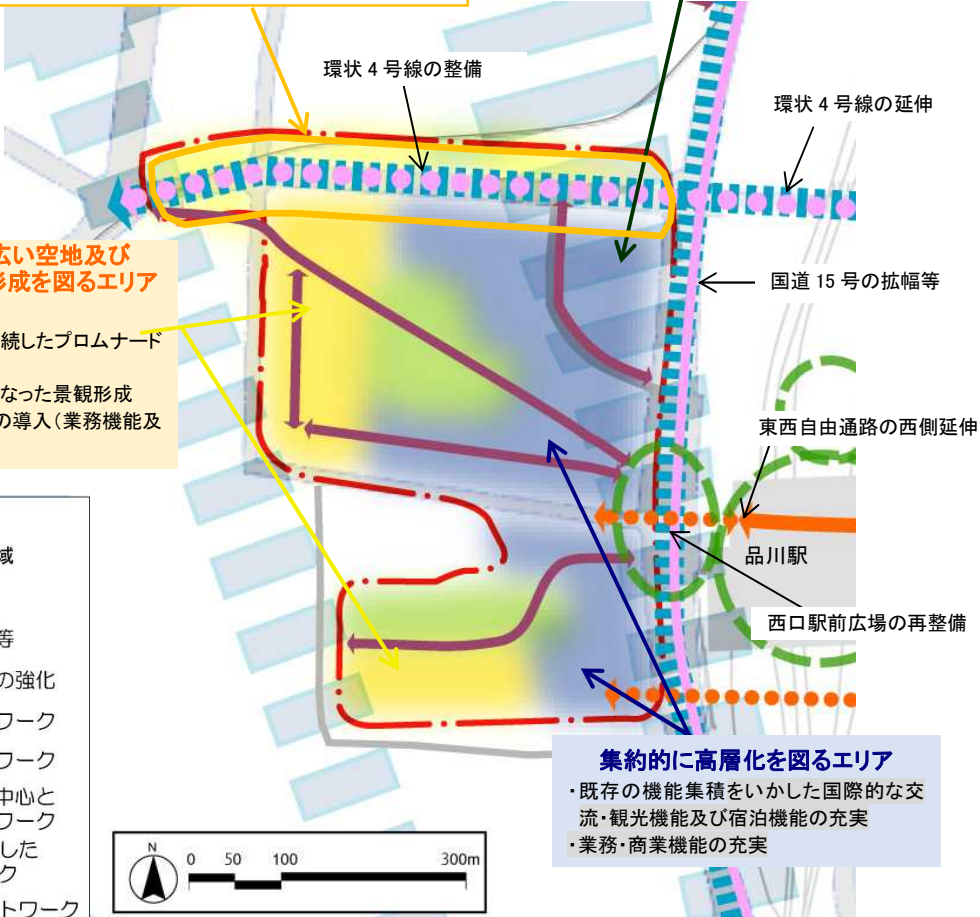 環状４号線の整備
環状４号線の延伸
広い空地及び
形成を図るエリア
国道 15 号の拡幅等
続したプロムナード
なった景観形成
の導入（業務機能及
東西自由通路の西側延伸
品川駅
西口駅前広場の再整備
域
等
の強化
ワーク
ワーク
中心と
ワーク
した
ク
トワーク
集約的に高層化を図るエリア
・既存の機能集積をいかした国際的な交
流・観光機能及び宿泊機能の充実
・業務・商業機能の充実
N
0 50 100 300m